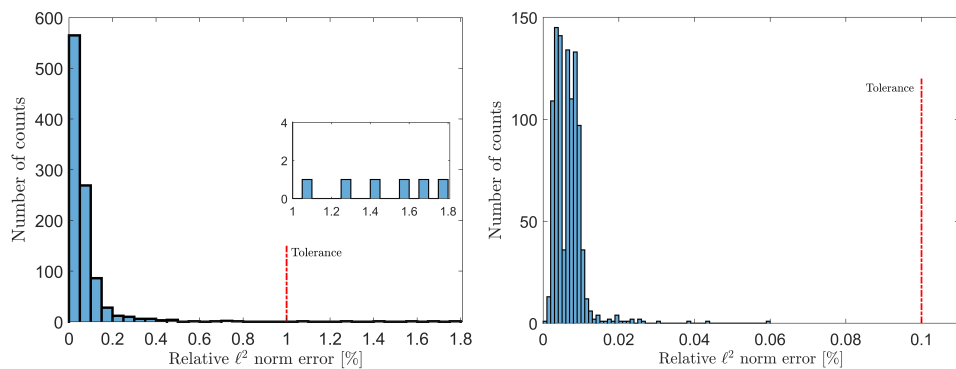 600
500
400
300
200
100
0
Number of counts
0 0.2 0.4 0.6 0.8 1 1.2 1.4 1.6 1.8
Relative ℓ² norm error [%]
Tolerance
4
2
0
1 1.2 1.4 1.6 1.8
150
100
50
0
Number of counts
0 0.02 0.04 0.06 0.08 0.1
Relative ℓ² norm error [%]
Tolerance